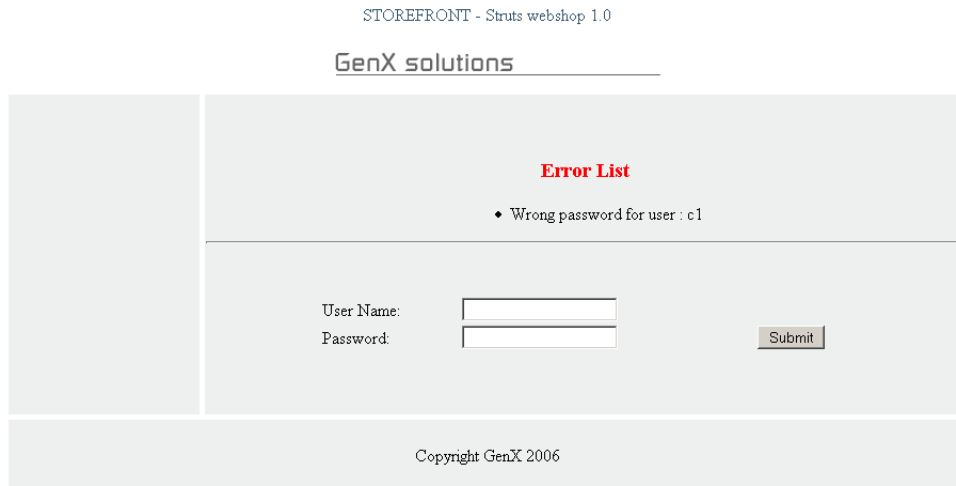 STOREFRONT - Struts webshop 1.0
GenX solutions
Error List
• Wrong password for user : c1
User Name:
Password:
Submit
Copyright GenX 2006